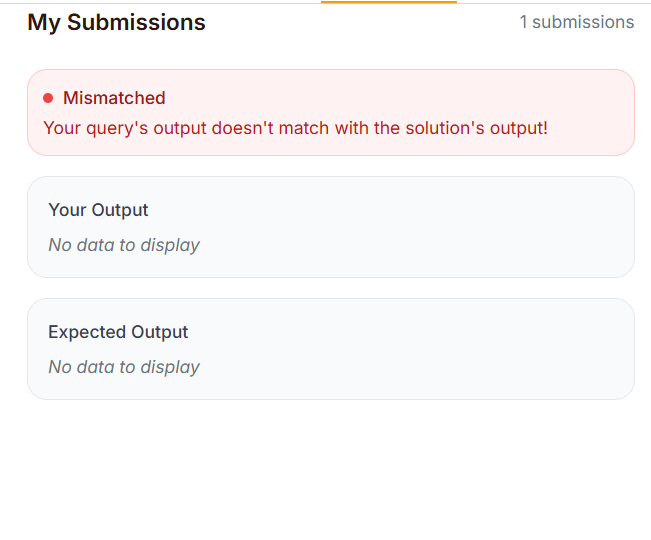 My Submissions
1 submissions
Mismatched
Your query's output doesn't match with the solution's output!
Your Output
No data to display
Expected Output
No data to display